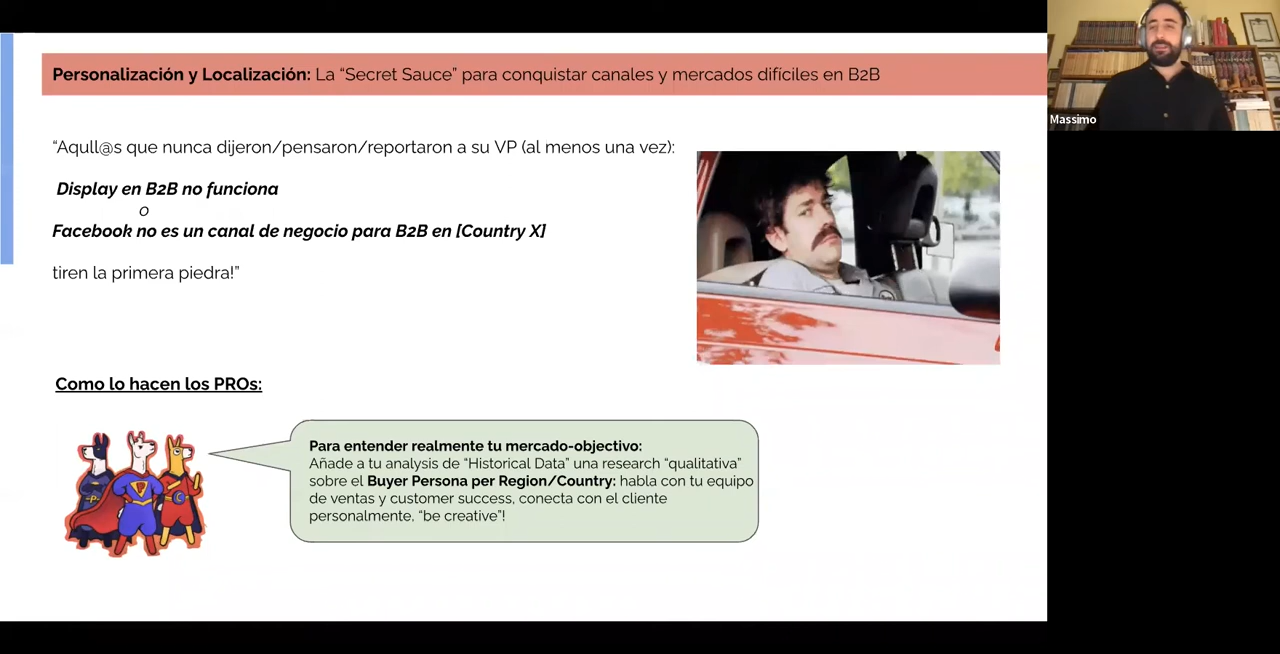 Personalización y Localización: La “Secret Sauce” para conquistar canales y mercados difíciles en B2B
Massimo
“Aqull@s que nunca dijeron/pensaron/reportaron a su VP (al menos una vez):
Display en B2B no funciona
o
Facebook no es un canal de negocio para B2B en [Country X]
tiren la primera piedra!”
Como lo hacen los PROs:
Para entender realmente tu mercado-objectivo:
Añade a tu analysis de “Historical Data” una research “qualitativa”
sobre el Buyer Persona per Region/Country: habla con tu equipo
de ventas y customer success, conecta con el cliente
personalmente, “be creative”!